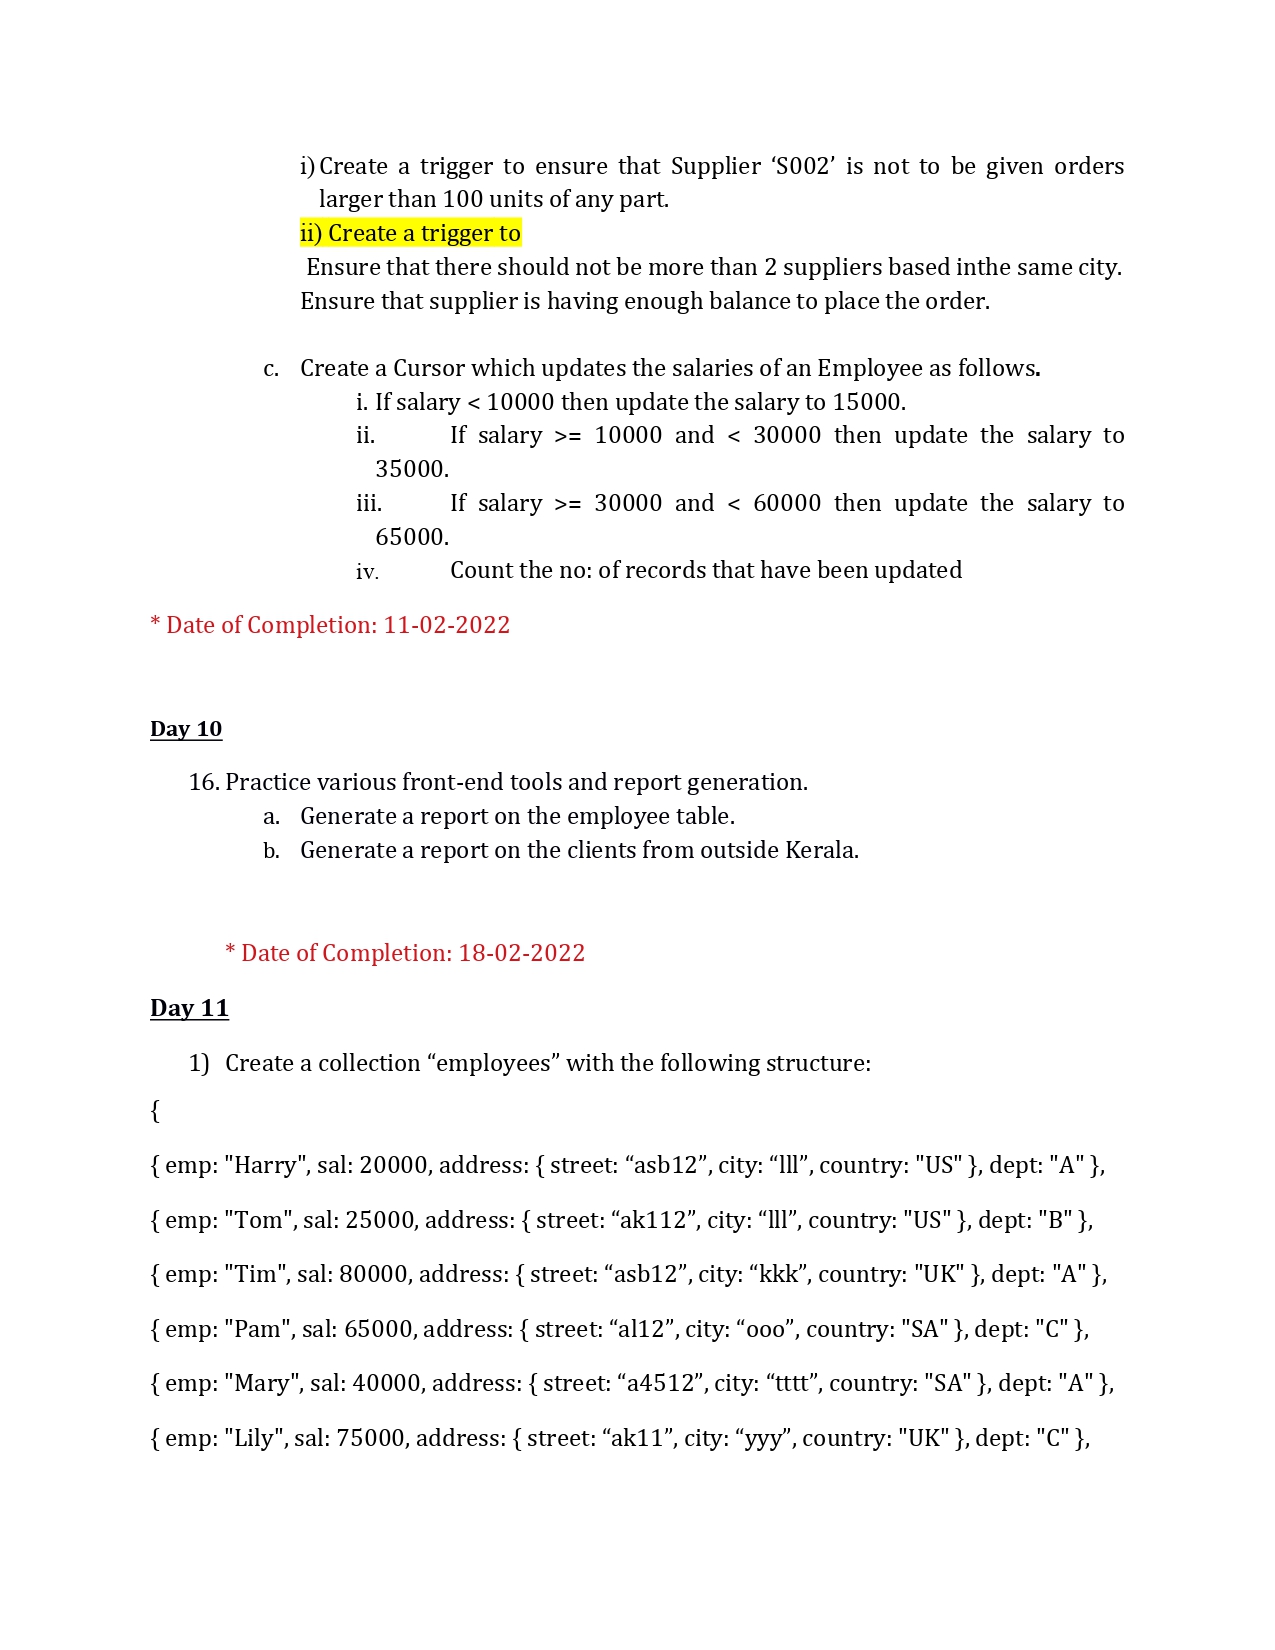 i) Create a trigger to ensure that Supplier ‘S002’ is not to be given orders
larger than 100 units of any part.
ii) Create a trigger to
Ensure that there should not be more than 2 suppliers based inthe same city.
Ensure that supplier is having enough balance to place the order.
c. Create a Cursor which updates the salaries of an Employee as follows.
i. If salary < 10000 then update the salary to 15000.
ii. If salary >= 10000 and < 30000 then update the salary to
35000.
iii. If salary >= 30000 and < 60000 then update the salary to
65000.
iv. Count the no: of records that have been updated
* Date of Completion: 11-02-2022
Day 10
16. Practice various front-end tools and report generation.
a. Generate a report on the employee table.
b. Generate a report on the clients from outside Kerala.
* Date of Completion: 18-02-2022
Day 11
1) Create a collection “employees” with the following structure:
{
{ emp: "Harry", sal: 20000, address: { street: “asb12”, city: “lll”, country: "US" }, dept: "A" },
{ emp: "Tom", sal: 25000, address: { street: “ak112”, city: “lll”, country: "US" }, dept: "B" },
{ emp: "Tim", sal: 80000, address: { street: “asb12”, city: “kkk”, country: "UK" }, dept: "A" },
{ emp: "Pam", sal: 65000, address: { street: “al12”, city: “ooo”, country: "SA" }, dept: "C" },
{ emp: "Mary", sal: 40000, address: { street: “a4512”, city: “tttt”, country: "SA" }, dept: "A" },
{ emp: "Lily", sal: 75000, address: { street: “ak11”, city: “yyy”, country: "UK" }, dept: "C" },